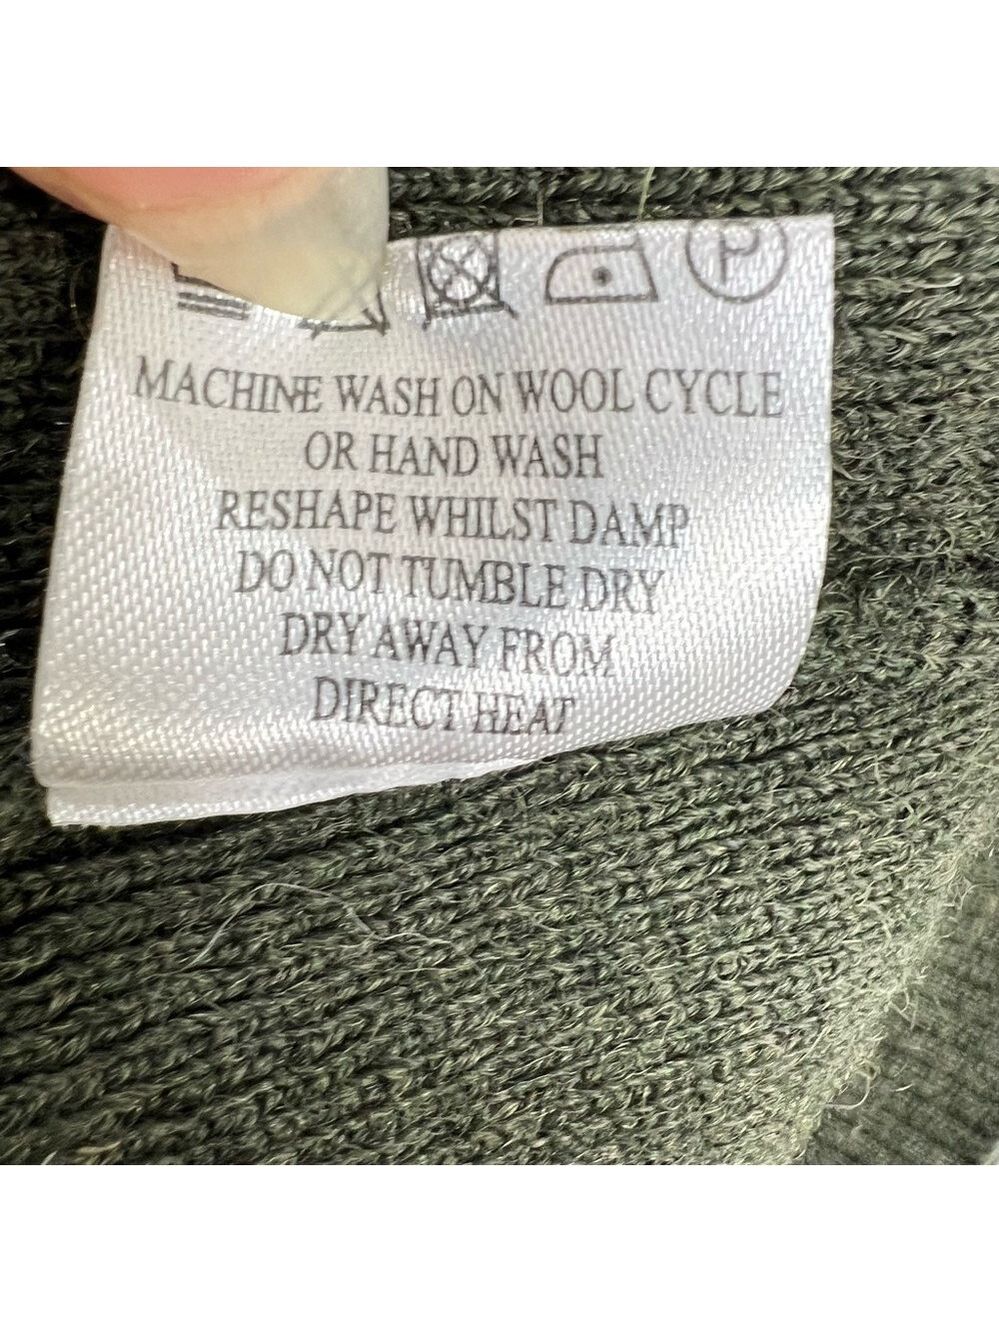 P
MACHINE WASH ON WOOL CYCLE
OR HAND WASH
RESHAPE WHILST DAMP
DO NOT TUMBLE DRY
DRY AWAY FROM
DIRECT HEAT